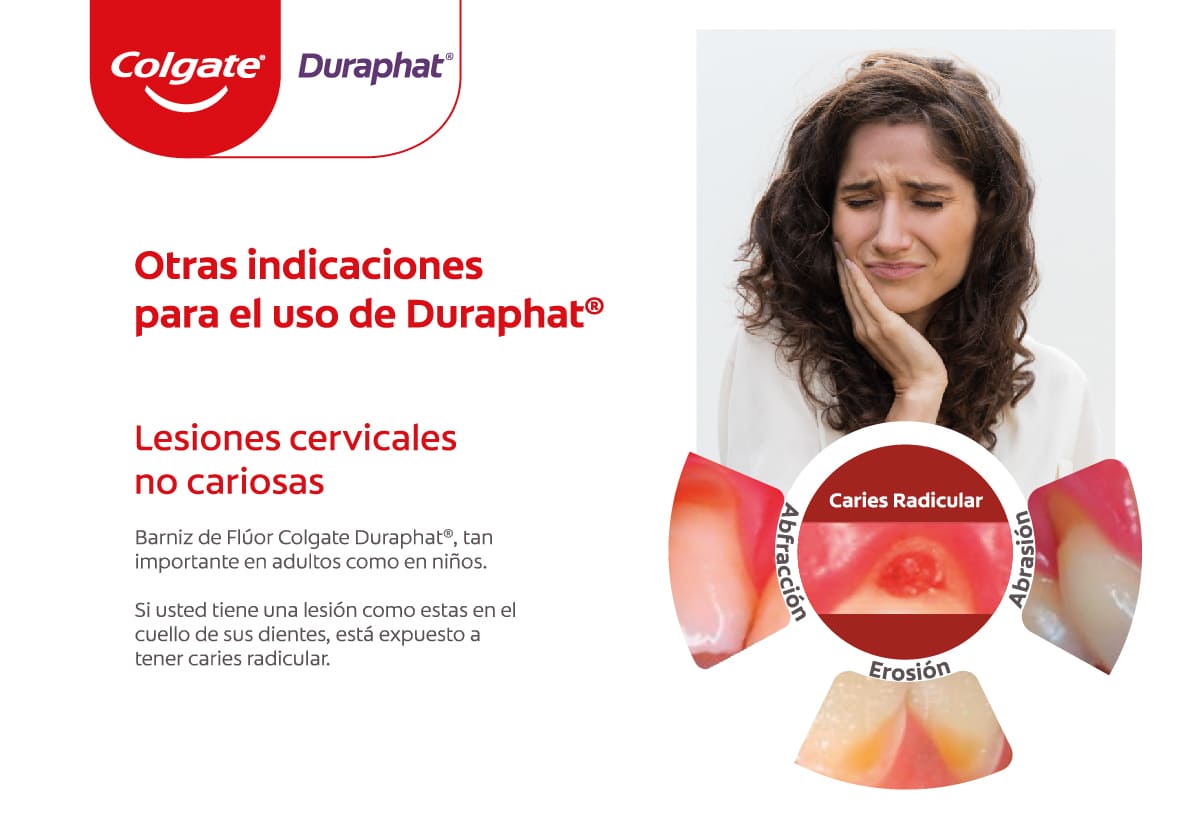 Colgate®
Duraphat®
Otras indicaciones
para el uso de Duraphat®
Lesiones cervicales
no cariosas
Barniz de Flúor Colgate Duraphat®, tan
importante en adultos como en niños.
Si usted tiene una lesión como estas en el
cuello de sus dientes, está expuesto a
tener caries radicular.
Caries Radicular
Abfracción
Abrasión
Erosión